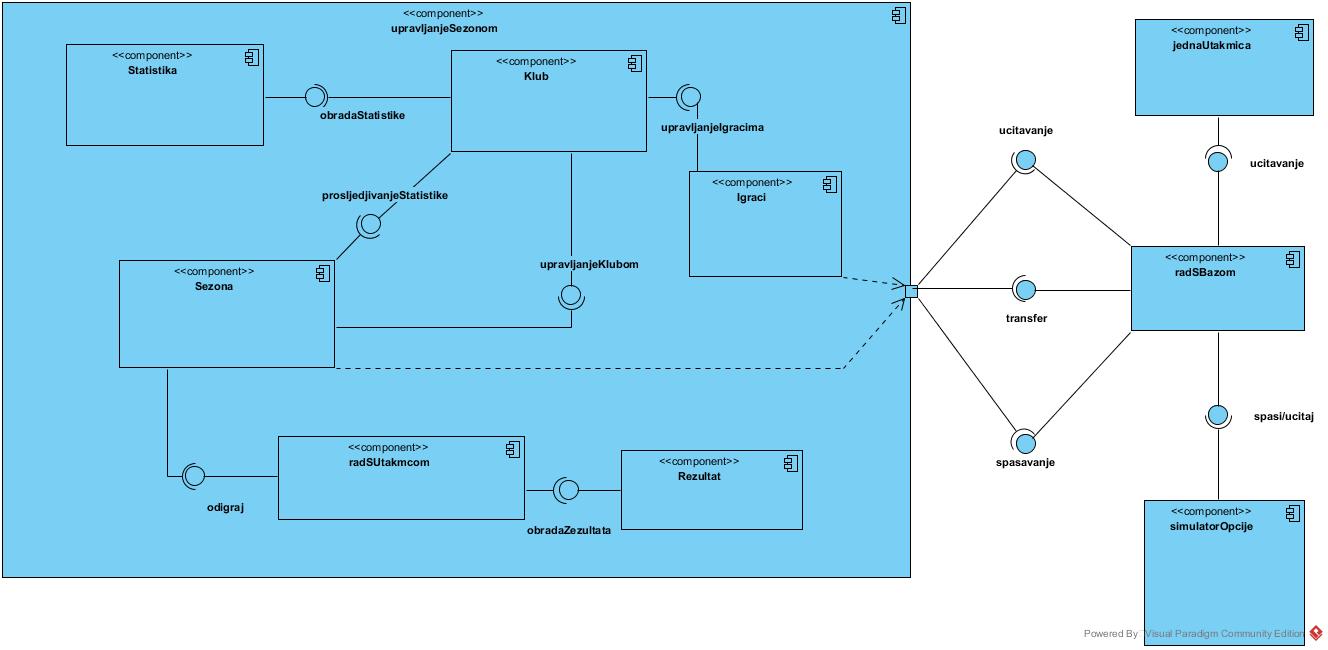 <<component>>
upravljanjeSezonom
<<component>>
Statistika
obradaStatistike
<<component>>
Klub
upravljanjeIgracima
<<component>>
Igraci
prosljedjivanjeStatistike
upravljanjeKlubom
<<component>>
Sezona
odigraj
<<component>>
radSUtakmcom
obradaZezultata
<<component>>
Rezultat
ucitavanje
transfer
spasavanje
<<component>>
jednaUtakmica
ucitavanje
<<component>>
radSBazom
spasi/ucitaj
<<component>>
simulatorOpcije
Powered By Visual Paradigm Community Edition